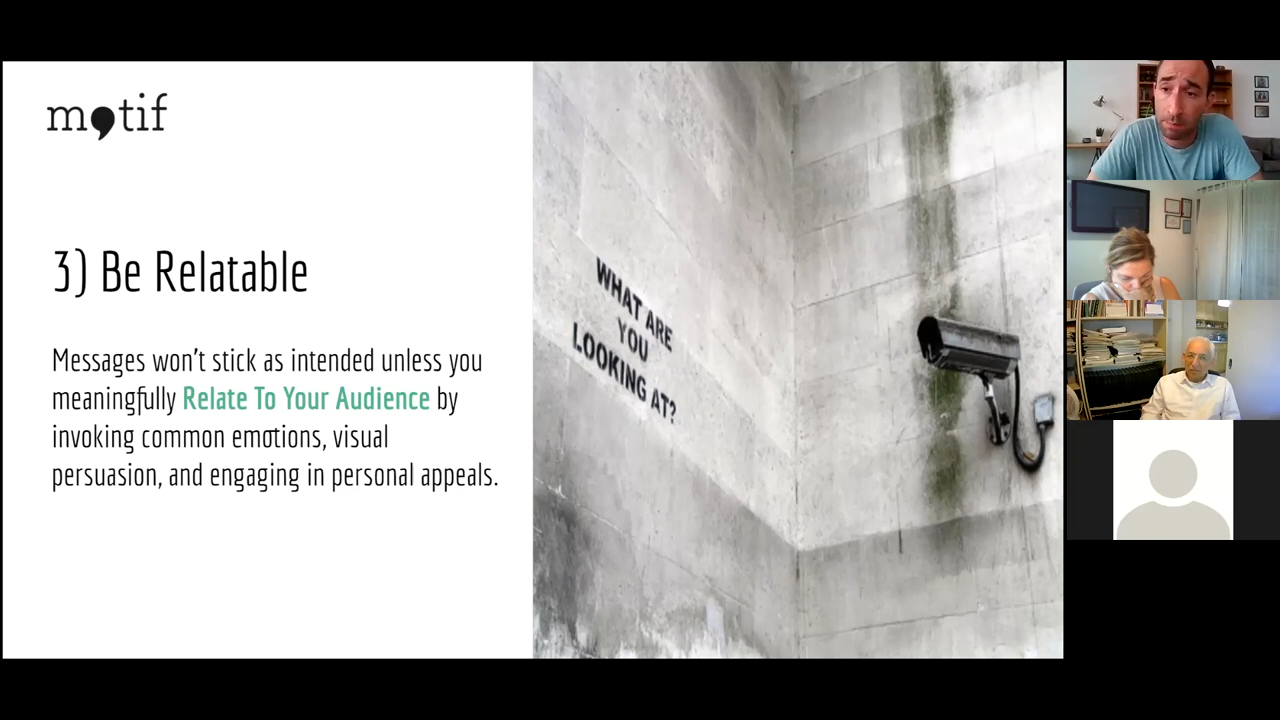 motif
3) Be Relatable
Messages won't stick as intended unless you
meaningfully Relate To Your Audience by
invoking common emotions, visual
persuasion, and engaging in personal appeals.
WHAT ARE
YOU
LOOKING AT?